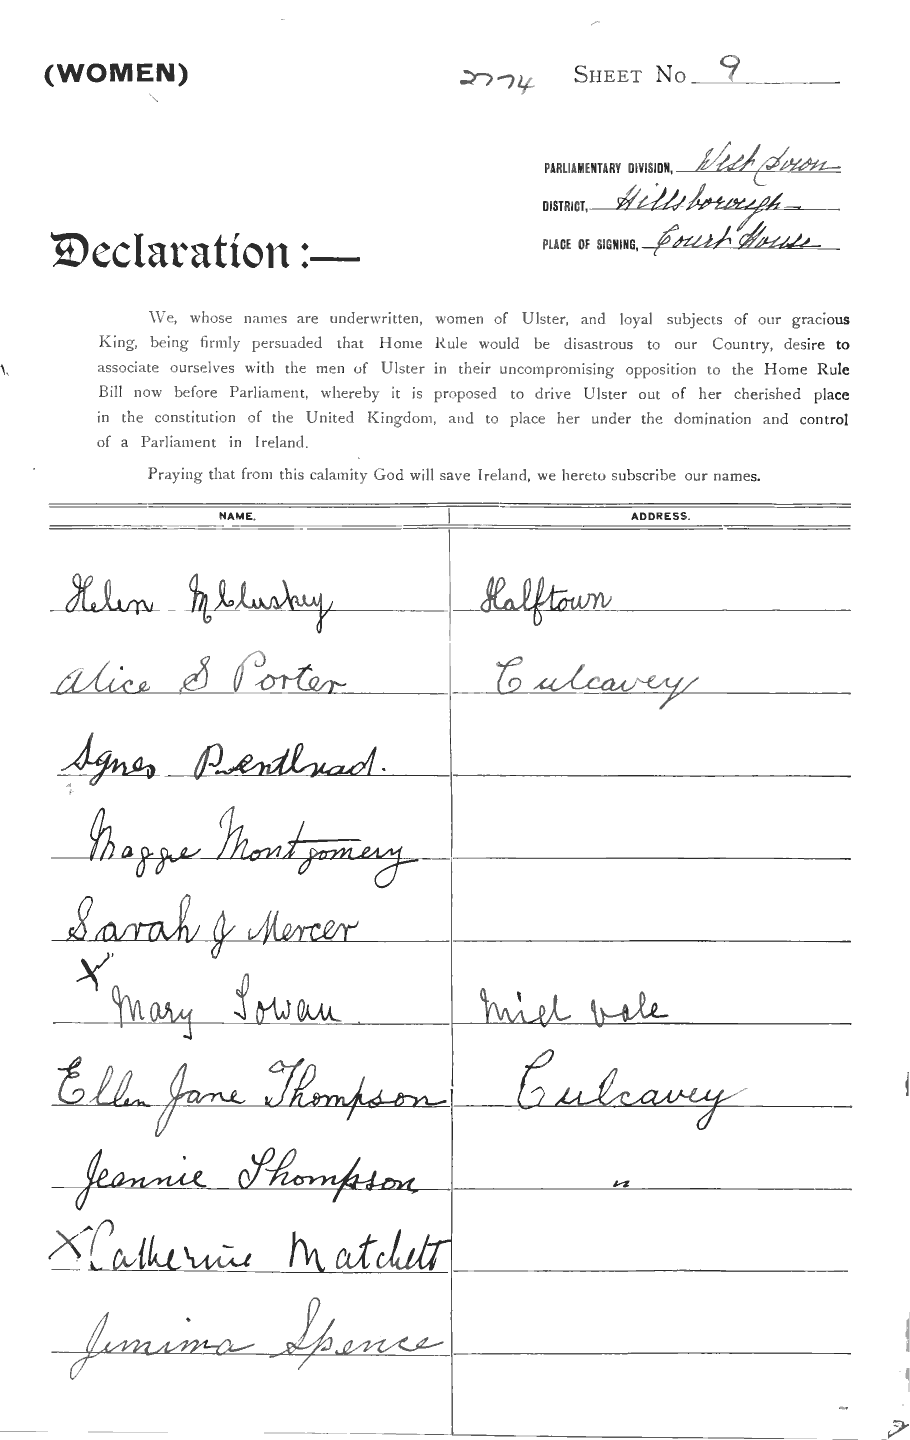 (WOMEN)
2774 SHEET No 9
PARLIAMENTARY DIVISION, West Down
DISTRICT, Hillsborough
PLACE OF SIGNING, Court House
Declaration :—
We, whose names are underwritten, women of Ulster, and loyal subjects of our gracious
King, being firmly persuaded that Home Rule would be disastrous to our Country, desire to
associate ourselves with the men of Ulster in their uncompromising opposition to the Home Rule
Bill now before Parliament, whereby it is proposed to drive Ulster out of her cherished place
in the constitution of the United Kingdom, and to place her under the domination and control
of a Parliament in Ireland.
Praying that from this calamity God will save Ireland, we hereto subscribe our names.
NAME. ADDRESS.
Helen McCluskey Halftown
Alice S Porter Culcavey
Agnes
Maggie Montgomery
Sarah J Mercer
X
Mary vale
Ellen Jane Thompson Culcavey
Jeannie Thompson "
X Catherine Matchett
Jemima Spence